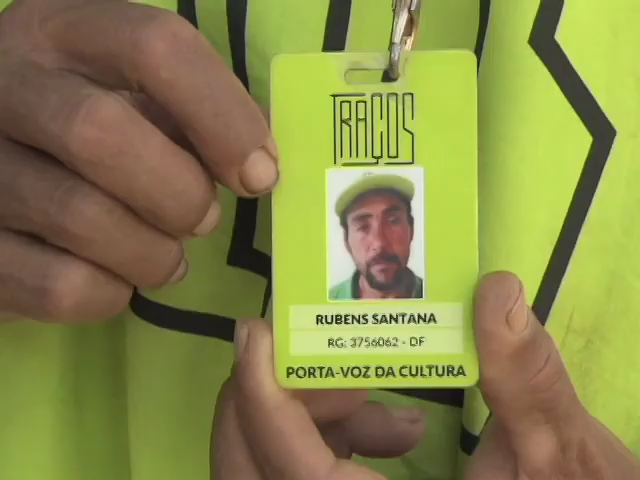 TRAÇOS
RUBENS SANTANA
RG: 3756062 - DF
PORTA-VOZ DA CULTURA